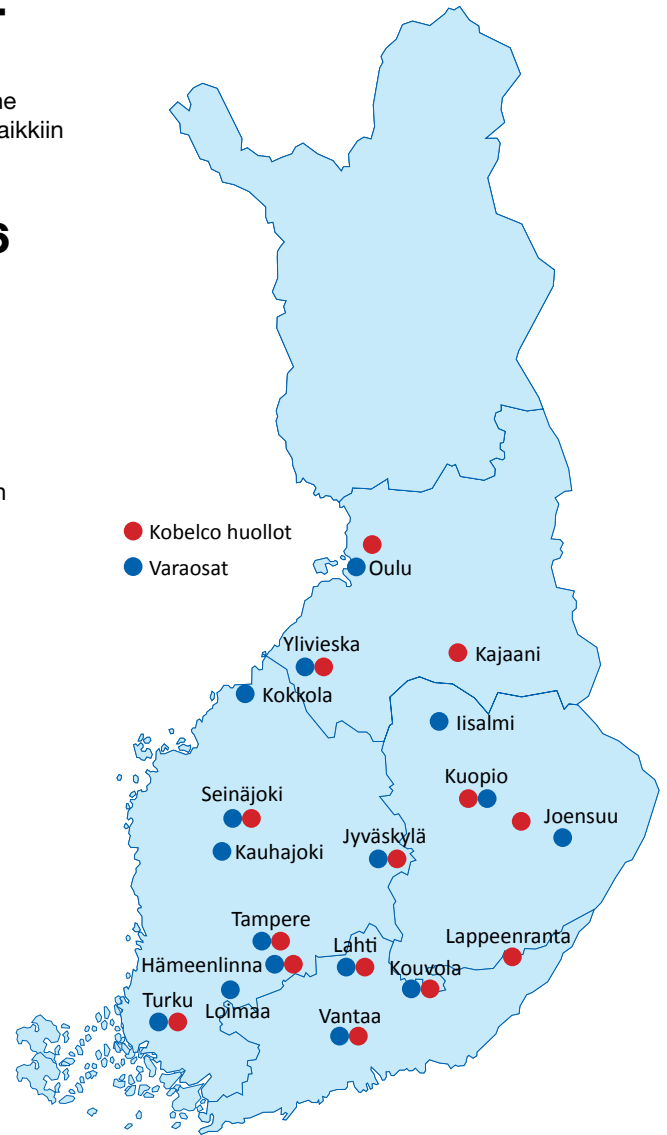 aikkiin
Kobelco huollot
Varaosat
Oulu
Ylivieska
Kajaani
Kokkola
Iisalmi
Kuopio
Seinäjoki
Joensuu
Jyväskylä
Kauhajoki
Tampere
Lahti
Lappeenranta
Hämeenlinna
Kouvola
Turku
Loimaa
Vantaa